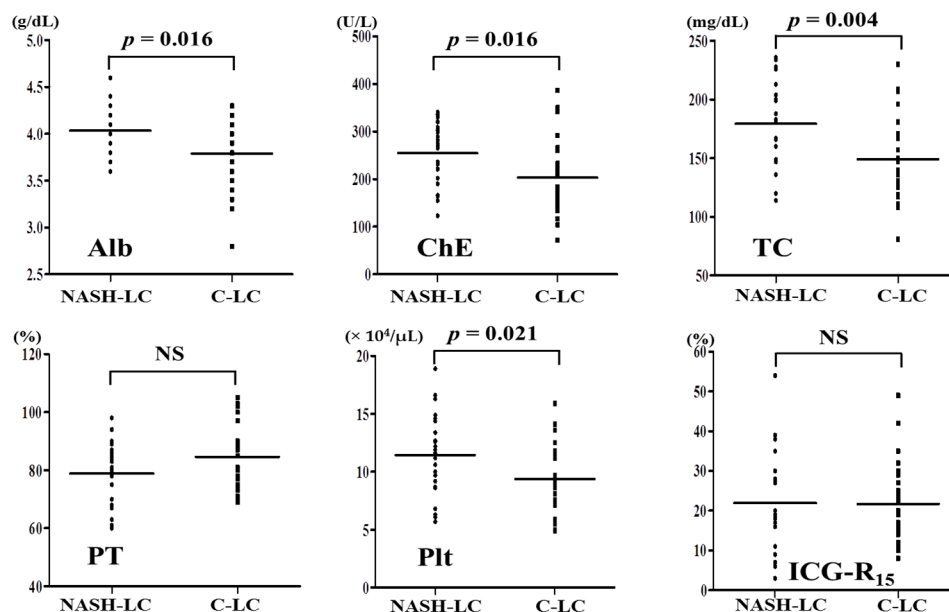 (g/dL)
p = 0.016
5.0
4.5
4.0
3.5
3.0
2.5
Alb
NASH-LC
C-LC
(U/L)
p = 0.016
500
400
300
200
100
0
ChE
NASH-LC
C-LC
(mg/dL)
p = 0.004
250
200
150
100
50
TC
NASH-LC
C-LC
(%)
NS
120
100
80
60
40
PT
NASH-LC
C-LC
(× 10⁴/μL)
p = 0.021
20
15
10
5
0
Plt
NASH-LC
C-LC
(%)
NS
60
50
40
30
20
10
0
ICG-R₁₅
NASH-LC
C-LC